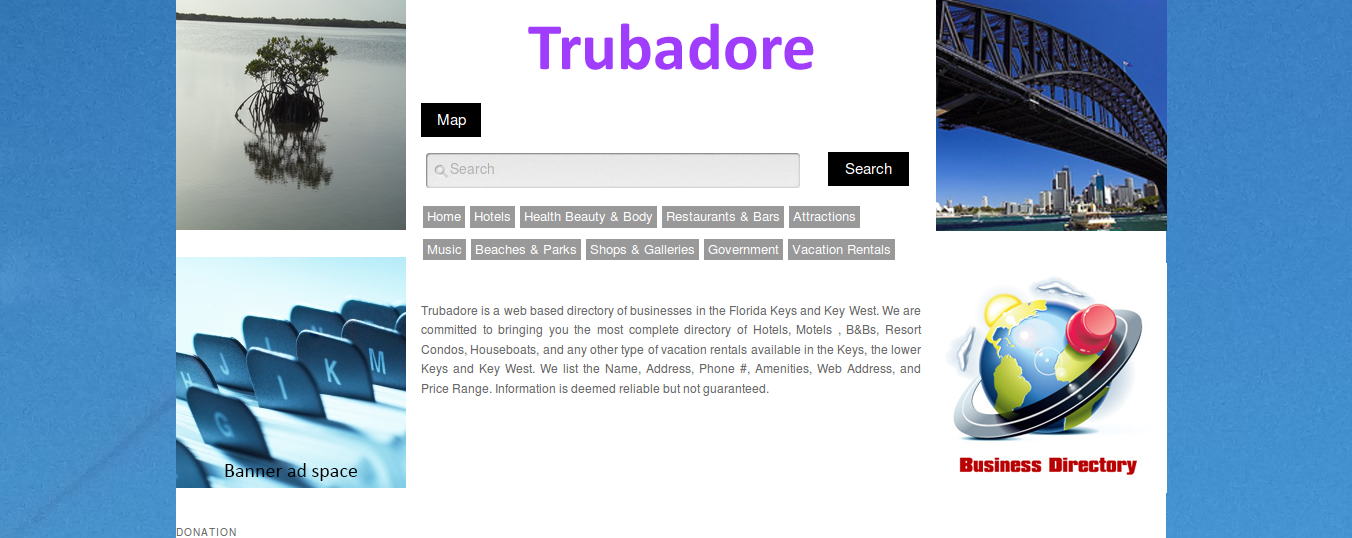 Trubadore
Map
Search
Search
Home Hotels Health Beauty & Body Restaurants & Bars Attractions
Music Beaches & Parks Shops & Galleries Government Vacation Rentals
Trubadore is a web based directory of businesses in the Florida Keys and Key West. We are
committed to bringing you the most complete directory of Hotels, Motels , B&Bs, Resort
Condos, Houseboats, and any other type of vacation rentals available in the Keys, the lower
Keys and Key West. We list the Name, Address, Phone #, Amenities, Web Address, and
Price Range. Information is deemed reliable but not guaranteed.
H J L N
G I K M
Banner ad space
Business Directory
DONATION